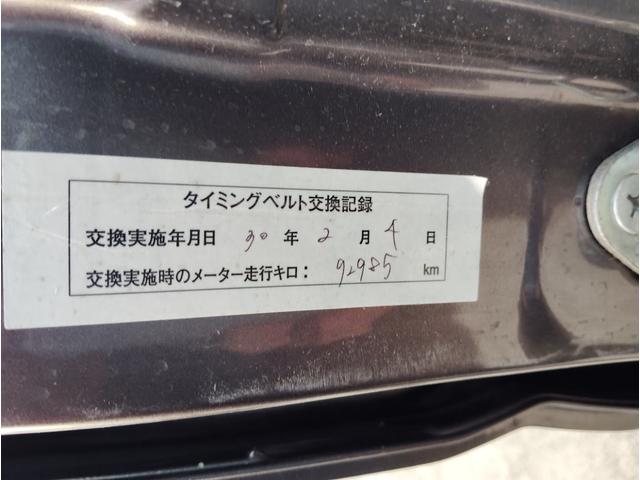 タイミングベルト交換記録
交換実施年月日 30 年 2 月 4 日
交換実施時のメーター走行キロ： 92985 km